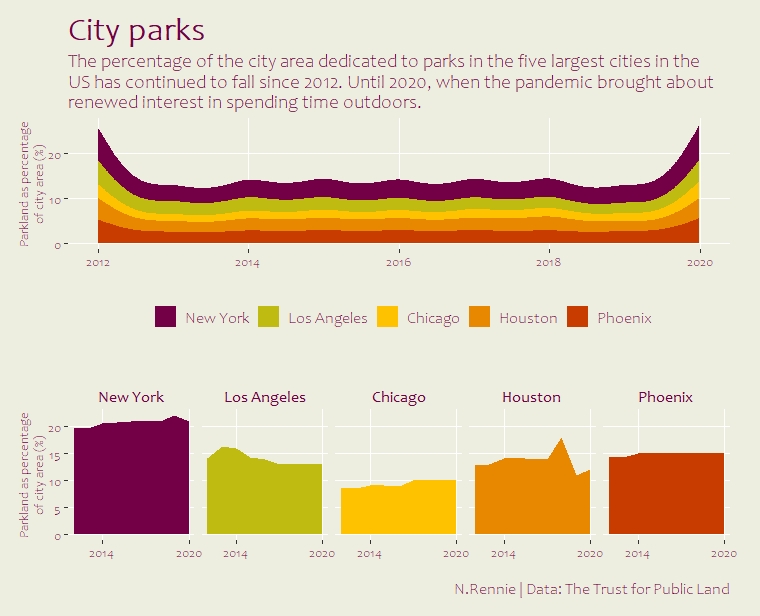 City parks
The percentage of the city area dedicated to parks in the five largest cities in the
US has continued to fall since 2012. Until 2020, when the pandemic brought about
renewed interest in spending time outdoors.
Parkland as percentage
of city area (%)
20
10
0
2012 2014 2016 2018 2020
New York Los Angeles Chicago Houston Phoenix
New York Los Angeles Chicago Houston Phoenix
Parkland as percentage
of city area (%)
20
15
10
5
0
2014 2020 2014 2020 2014 2020 2014 2020 2014 2020
N.Rennie | Data: The Trust for Public Land